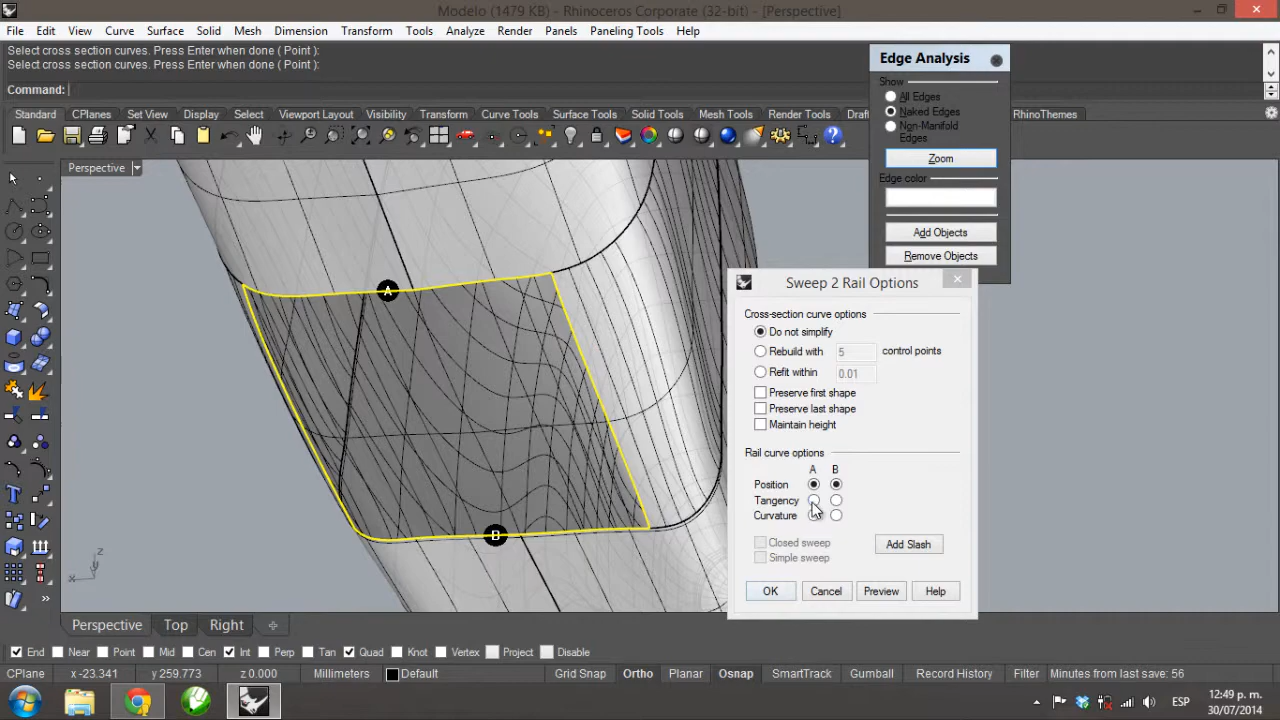 Modelo (1479 KB) - Rhinoceros Corporate (32-bit) - [Perspective]
File Edit View Curve Surface Solid Mesh Dimension Transform Tools Analyze Render Panels Paneling Tools Help
Select cross section curves. Press Enter when done ( Point ):
Select cross section curves. Press Enter when done ( Point ):
Command:
Standard CPlanes Set View Display Select Viewport Layout Visibility Transform Curve Tools Surface Tools Solid Tools Mesh Tools Render Tools RhinoThemes
Perspective
Edge Analysis
Show
All Edges
Naked Edges
Non-Manifold
Edges
Zoom
Edge color
Add Objects
Remove Objects
A
B
Sweep 2 Rail Options
Cross-section curve options
Do not simplify
Rebuild with 5 control points
Refit within 0.01
Preserve first shape
Preserve last shape
Maintain height
Rail curve options
A B
Position
Tangency
Curvature
Closed sweep
Simple sweep
Add Slash
OK Cancel Preview Help
z
x
Perspective Top Right
End Near Point Mid Cen Int Perp Tan Quad Knot Vertex Project Disable
CPlane x -23.341 y 259.773 z 0.000 Millimeters Default Grid Snap Ortho Planar Osnap SmartTrack Gumball Record History Filter Minutes from last save: 56
ESP
12:49 p. m.
30/07/2014